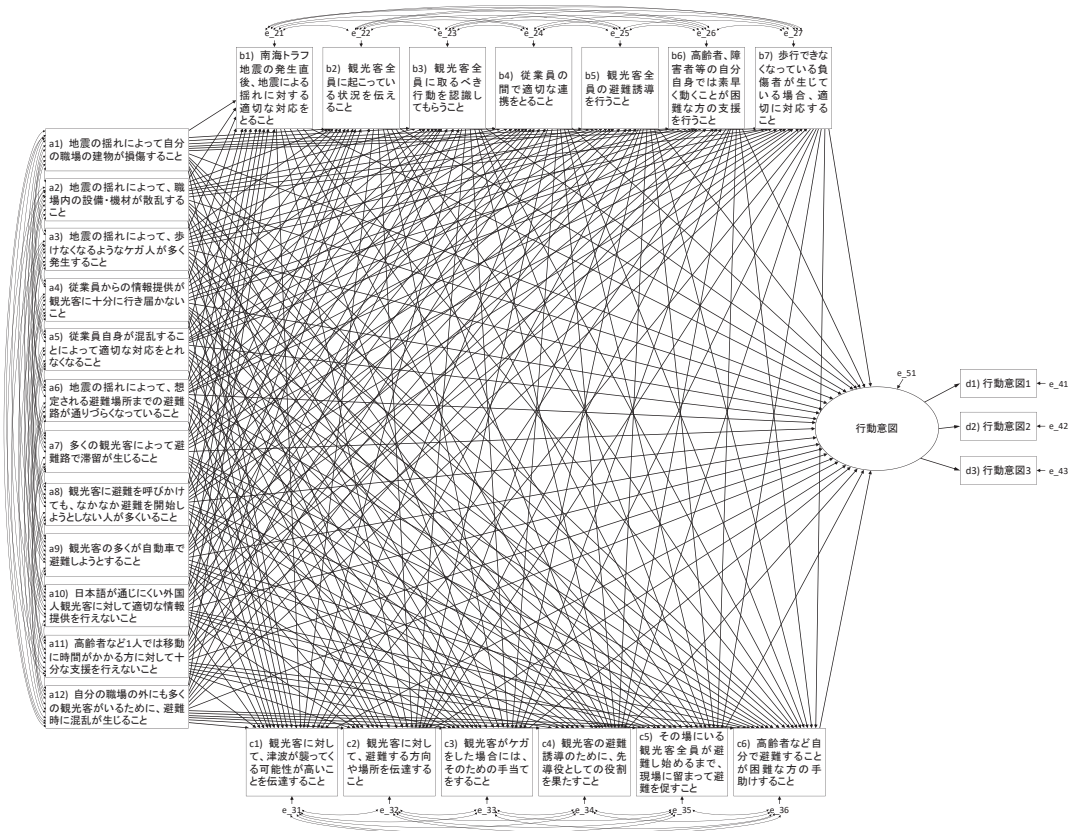 e_21
e_22
e_23
e_24
e_25
e_26
e_27
b1) 南海トラフ
地震の発生直
後、地震による
揺れに対する
適切な対応を
とること
b2) 観光客全
員に起こってい
る状況を伝え
ること
b3) 観光客全
員に取るべき
行動を認識し
てもらうこと
b4) 従業員の
間で適切な連
携をとること
b5) 観光客全
員の避難誘導
を行うこと
b6) 高齢者、障
害者等の自分
自身では素早
く動くことが困
難な方の支援
を行うこと
b7) 歩行できな
くなっている負
傷者が生じて
いる場合、適
切に対応する
こと
a1) 地震の揺れによって自分
の職場の建物が損傷すること
a2) 地震の揺れによって、職
場内の設備・機材が散乱する
こと
a3) 地震の揺れによって、歩
けなくなるようなケガ人が多く
発生すること
a4) 従業員からの情報提供が
観光客に十分に行き届かない
こと
a5) 従業員自身が混乱するこ
とによって適切な対応をとれ
なくなること
a6) 地震の揺れによって、想
定される避難場所までの避難
路が通りづらくなっていること
a7) 多くの観光客によって避
難路で滞留が生じること
a8) 観光客に避難を呼びかけ
ても、なかなか避難を開始し
ようとしない人が多くいること
a9) 観光客の多くが自動車で
避難しようとすること
a10) 日本語が通じにくい外国
人観光客に対して適切な情報
提供を行えないこと
a11) 高齢者など1人では移動
に時間がかかる方に対して十
分な支援を行えないこと
a12) 自分の職場の外にも多く
の観光客がいるために、避難
時に混乱が生じること
e_51
行動意図
d1) 行動意図1
e_41
d2) 行動意図2
e_42
d3) 行動意図3
e_43
c1) 観光客に対し
て、津波が襲ってく
る可能性が高いこ
とを伝達すること
c2) 観光客に対し
て、避難する方向
や場所を伝達する
こと
c3) 観光客がケガ
をした場合には、
そのための手当て
をすること
c4) 観光客の避難
誘導のために、先
導役としての役割
を果たすこと
c5) その場にいる
観光客全員が避
難し始めるまで、
現場に留まって避
難を促すこと
c6) 高齢者など自
分で避難すること
が困難な方の手
助けすること
e_31
e_32
e_33
e_34
e_35
e_36